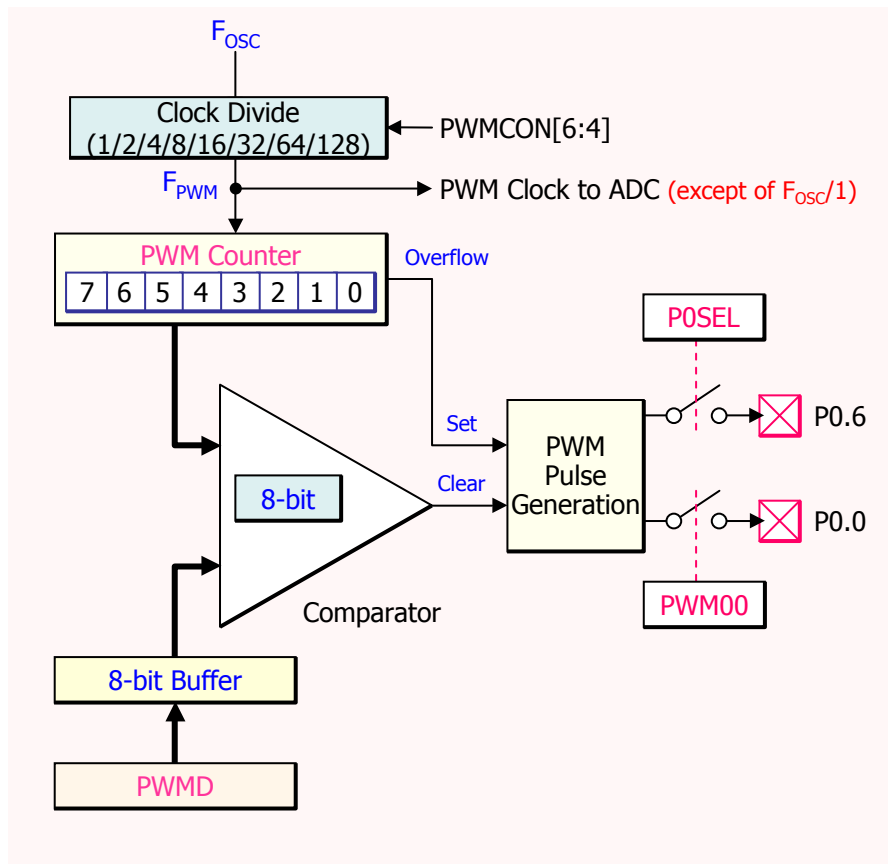 FOSC
Clock Divide
(1/2/4/8/16/32/64/128)
PWMCON[6:4]
FPWM
PWM Clock to ADC (except of FOSC/1)
PWM Counter
7 6 5 4 3 2 1 0
Overflow
P0SEL
Set
PWM
Pulse
Generation
P0.6
8-bit
Clear
P0.0
Comparator
PWM00
8-bit Buffer
PWMD